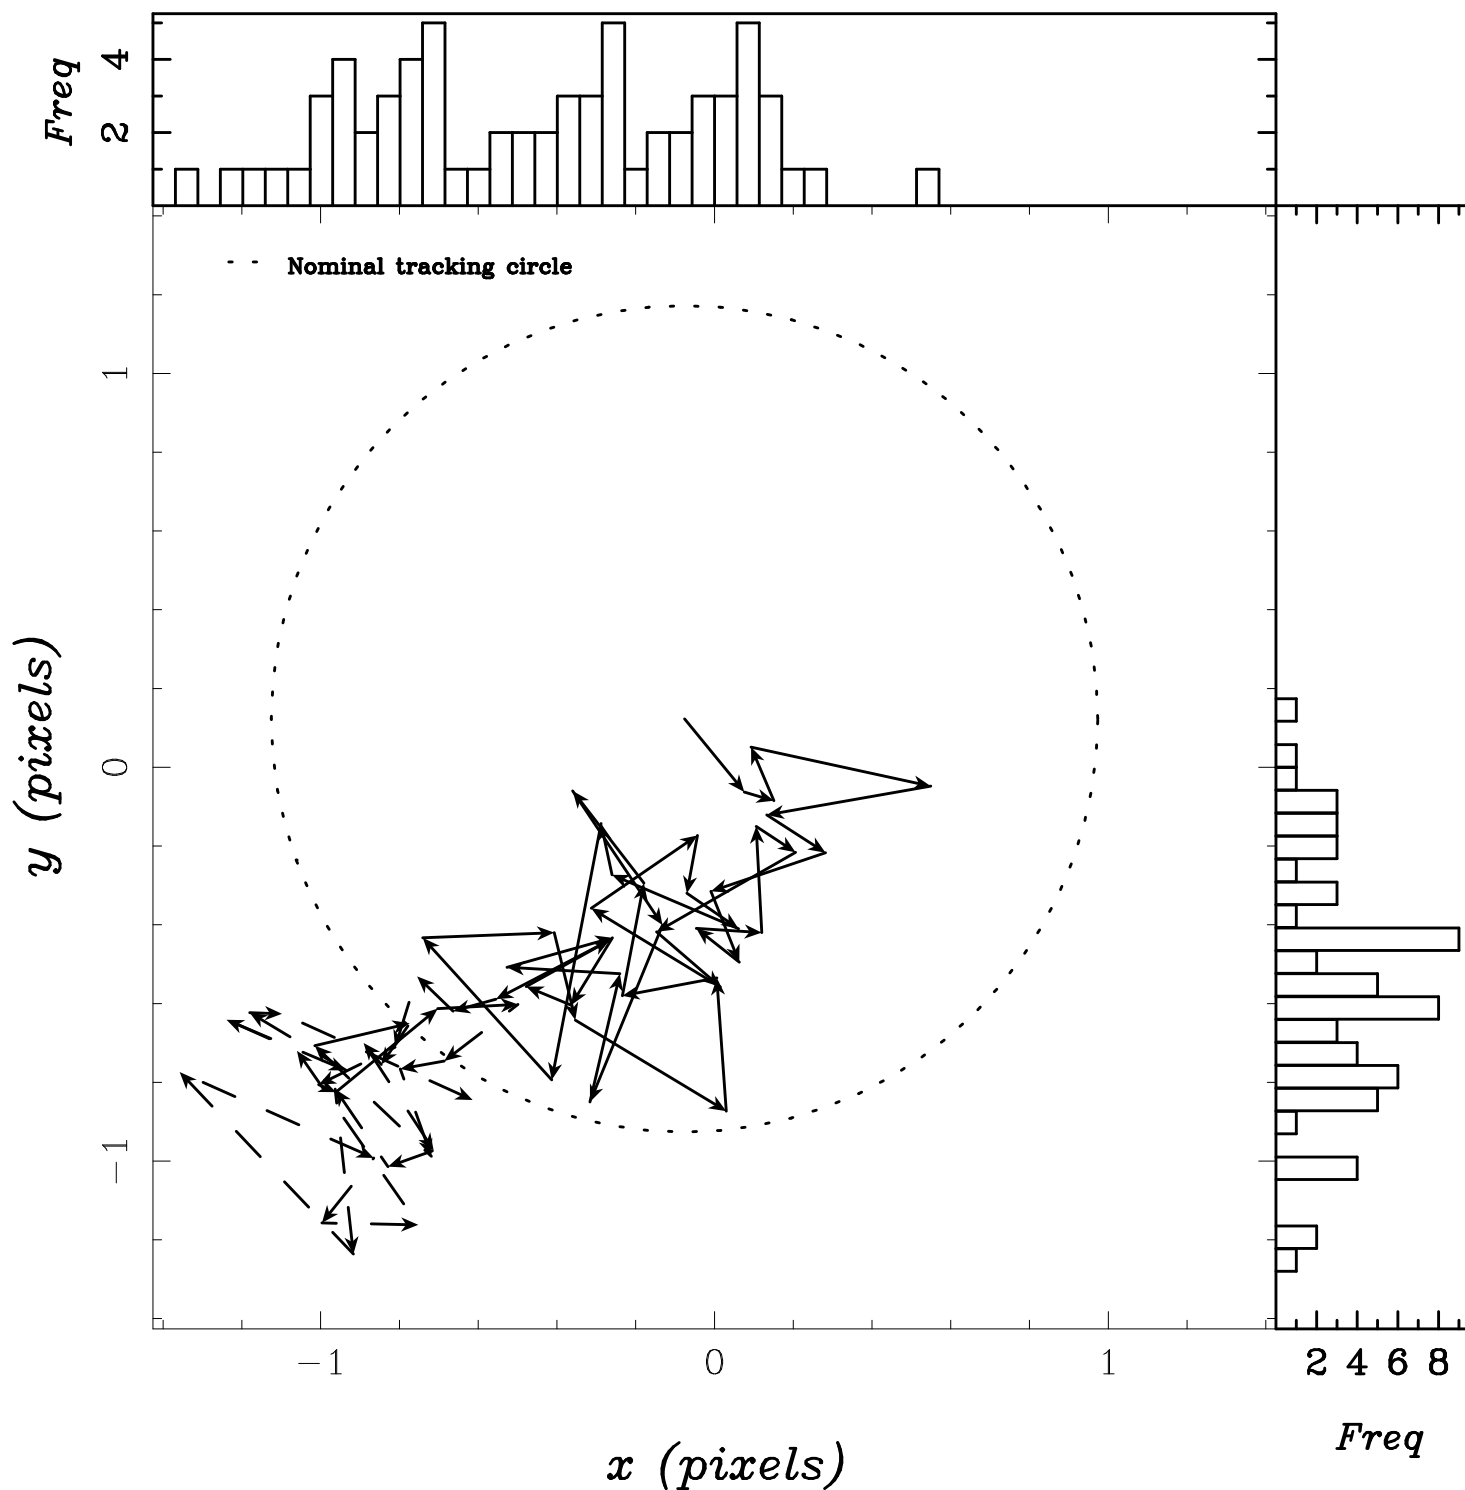 Freq
4
2
Nominal tracking circle
1
0
−1
y (pixels)
−1 0 1
2 4 6 8
x (pixels)
Freq